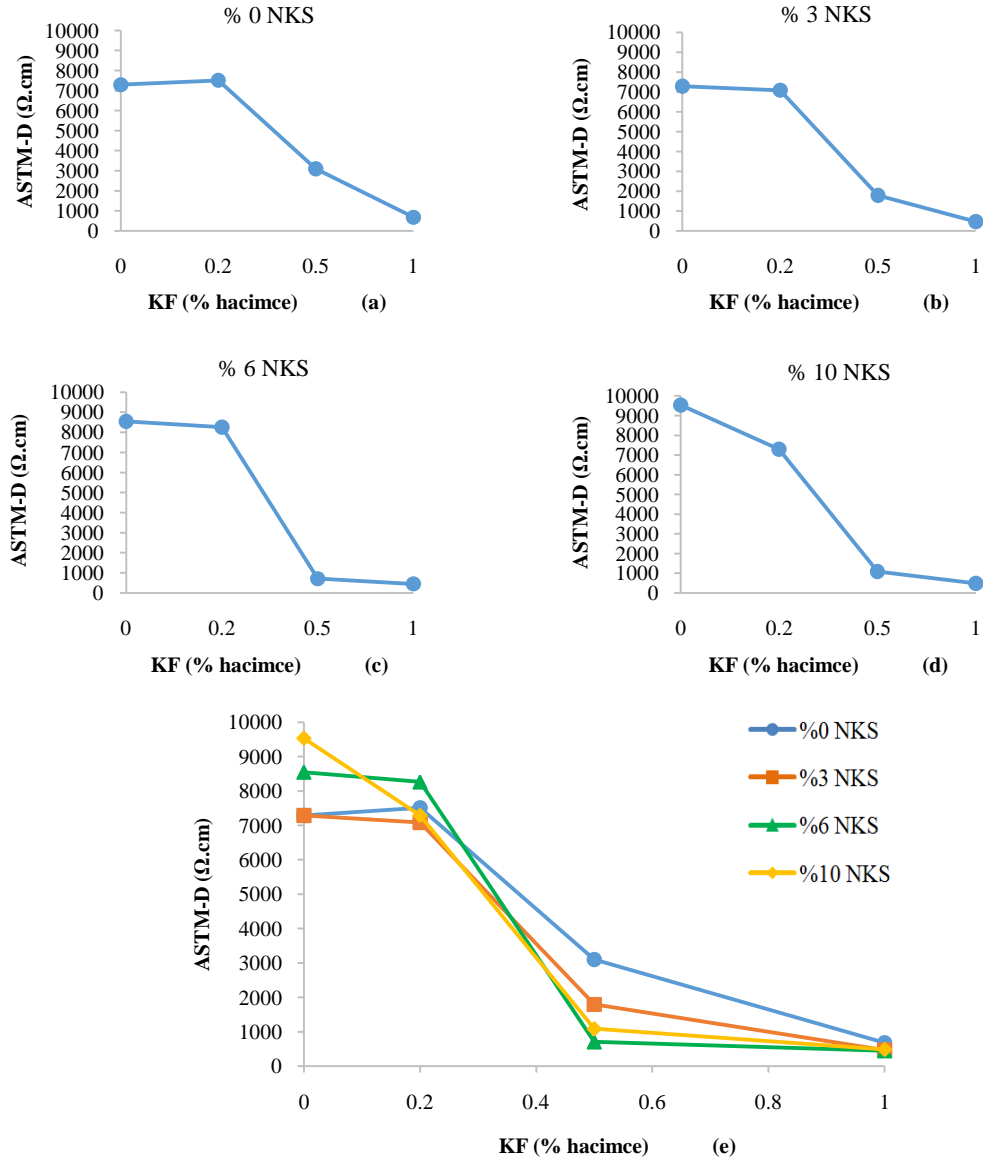 % 0 NKS
10000
9000
8000
7000
6000
5000
4000
3000
2000
1000
0
ASTM-D (Ω.cm)
0 0.2 0.5 1
KF (% hacimce) (a)
% 3 NKS
10000
9000
8000
7000
6000
5000
4000
3000
2000
1000
0
ASTM-D (Ω.cm)
0 0.2 0.5 1
KF (% hacimce) (b)
% 6 NKS
10000
9000
8000
7000
6000
5000
4000
3000
2000
1000
0
ASTM-D (Ω.cm)
0 0.2 0.5 1
KF (% hacimce) (c)
% 10 NKS
10000
9000
8000
7000
6000
5000
4000
3000
2000
1000
0
ASTM-D (Ω.cm)
0 0.2 0.5 1
KF (% hacimce) (d)
10000
9000
8000
7000
6000
5000
4000
3000
2000
1000
0
ASTM-D (Ω.cm)
%0 NKS
%3 NKS
%6 NKS
%10 NKS
0 0.2 0.4 0.6 0.8 1
KF (% hacimce) (e)